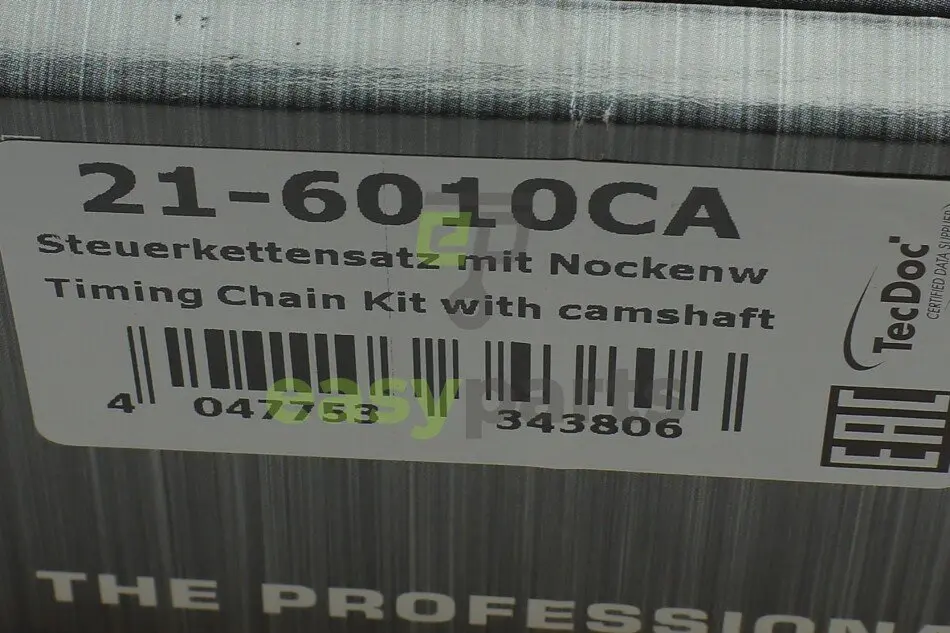 21-6010CA
Steuerkettensatz mit Nockenw
Timing Chain Kit with camshaft
4 047753 343806
TecDoc
CERTIFIED DATA SUPPLIER
EAC
easyparts
THE PROFESSIONA